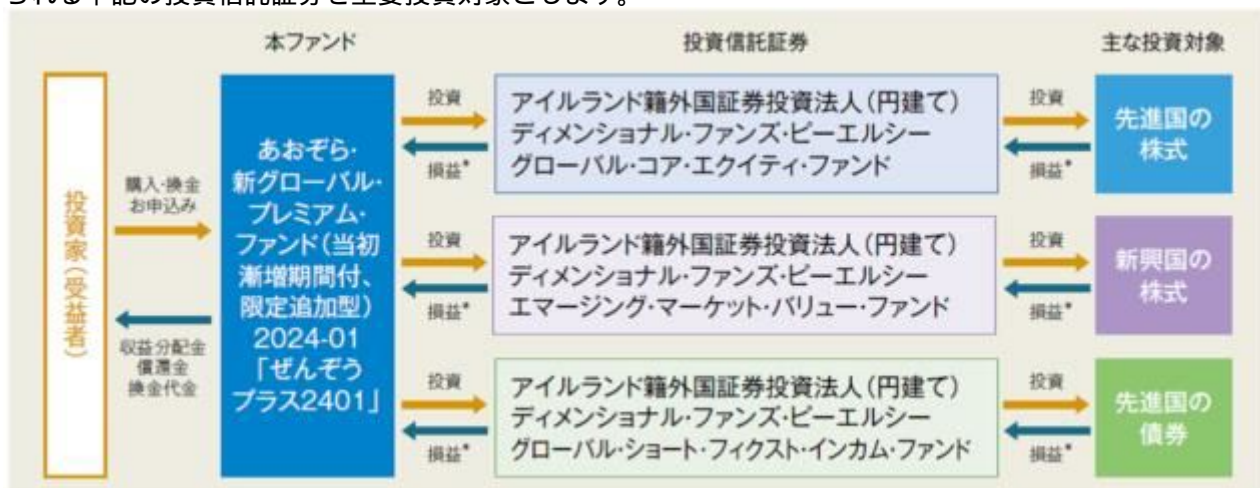 られる下記の投資信託証券を主要投資対象とします。
本ファンド
投資信託証券
主な投資対象
投資家(受益者)
購入・換金
お申込み
収益分配金
償還金
換金代金
あおぞら・
新グローバル・
プレミアム・
ファンド(当初
漸増期間付、
限定追加型)
2024-01
「ぜんぞう
プラス2401」
投資
損益*
アイルランド籍外国証券投資法人(円建て)
ディメンショナル・ファンズ・ピーエルシー
グローバル・コア・エクイティ・ファンド
投資
損益*
先進国の
株式
投資
損益*
アイルランド籍外国証券投資法人(円建て)
ディメンショナル・ファンズ・ピーエルシー
エマージング・マーケット・バリュー・ファンド
投資
損益*
新興国の
株式
投資
損益*
アイルランド籍外国証券投資法人(円建て)
ディメンショナル・ファンズ・ピーエルシー
グローバル・ショート・フィクスト・インカム・ファンド
投資
損益*
先進国の
債券